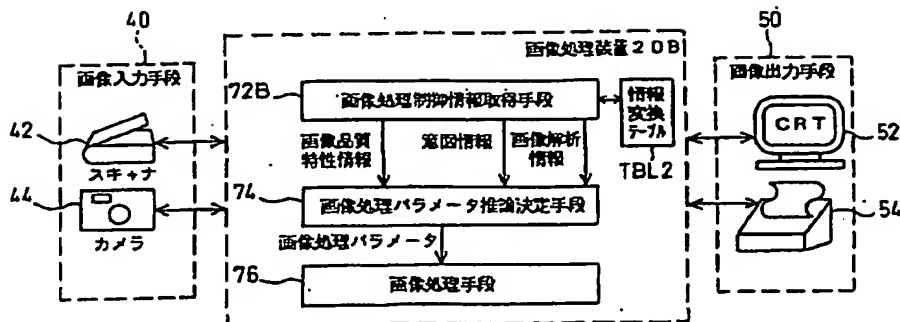 40
画像入力手段
42
スキャナ
44
カメラ
画像処理装置20B
72B
画像処理制御情報取得手段
情報
変換
テーブル
TBL2
画像品質
特性情報
意図情報
画像解析
情報
74
画像処理パラメータ推論決定手段
画像処理パラメータ
76
画像処理手段
50
画像出力手段
CRT
52
54